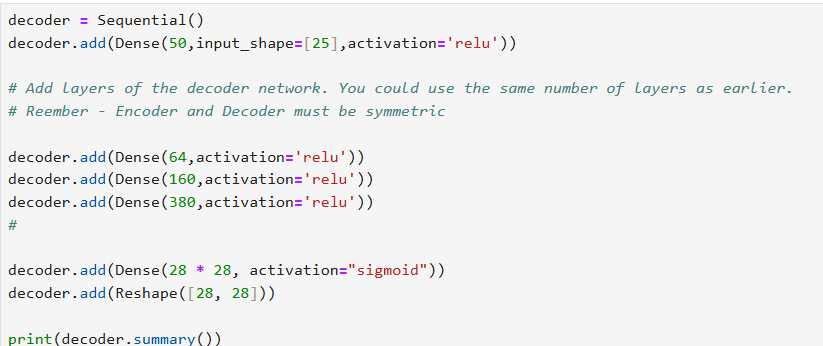 decoder = Sequential()
decoder.add(Dense(50,input_shape=[25],activation='relu'))
# Add layers of the decoder network. You could use the same number of layers as earlier.
# Reember - Encoder and Decoder must be symmetric
decoder.add(Dense(64,activation='relu'))
decoder.add(Dense(160,activation='relu'))
decoder.add(Dense(380,activation='relu'))
#
decoder.add(Dense(28 * 28, activation="sigmoid"))
decoder.add(Reshape([28, 28]))
print(decoder.summary())